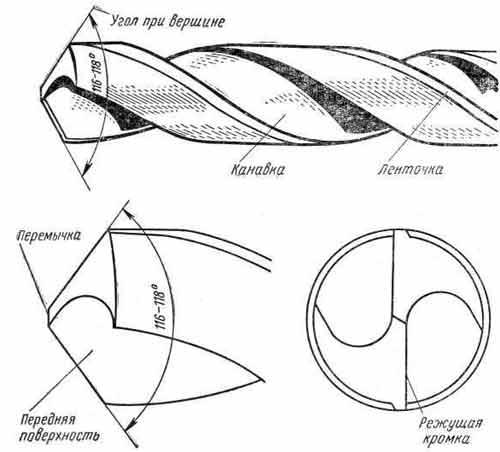 Угол при вершине
116-118°
Канавка
Ленточка
Перемычка
116-118°
Передняя
поверхность
Режущая
кромка